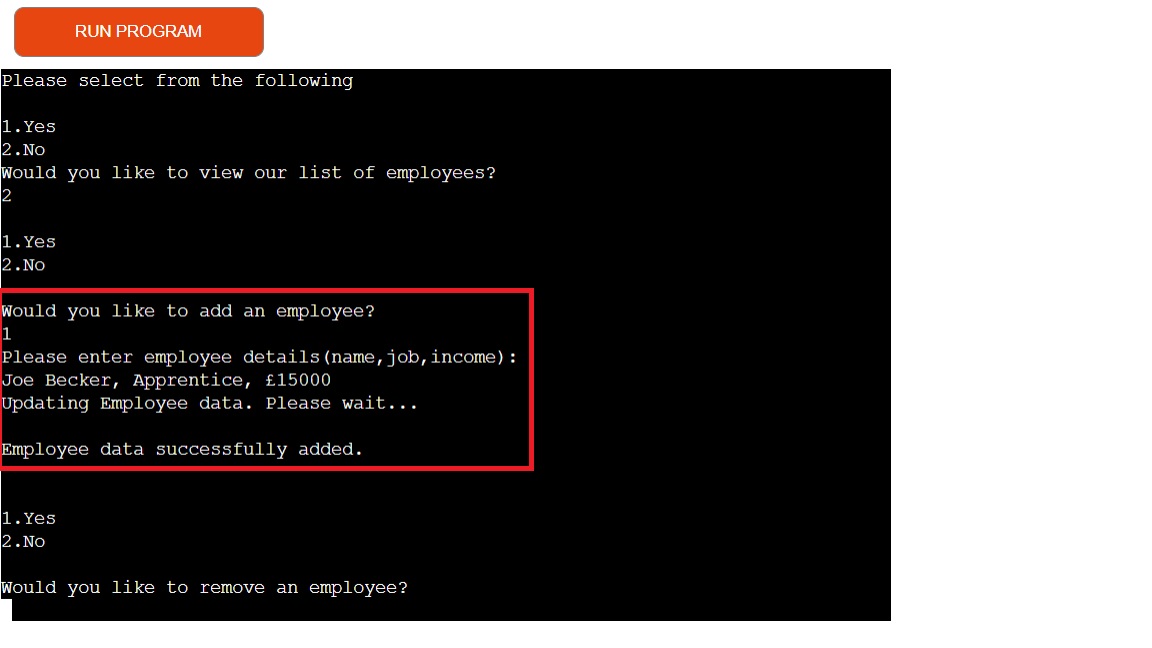 RUN PROGRAM
Please select from the following
1.Yes
2.No
Would you like to view our list of employees?
2
1.Yes
2.No
Would you like to add an employee?
1
Please enter employee details(name,job,income):
Joe Becker, Apprentice, £15000
Updating Employee data. Please wait...
Employee data successfully added.
1.Yes
2.No
Would you like to remove an employee?